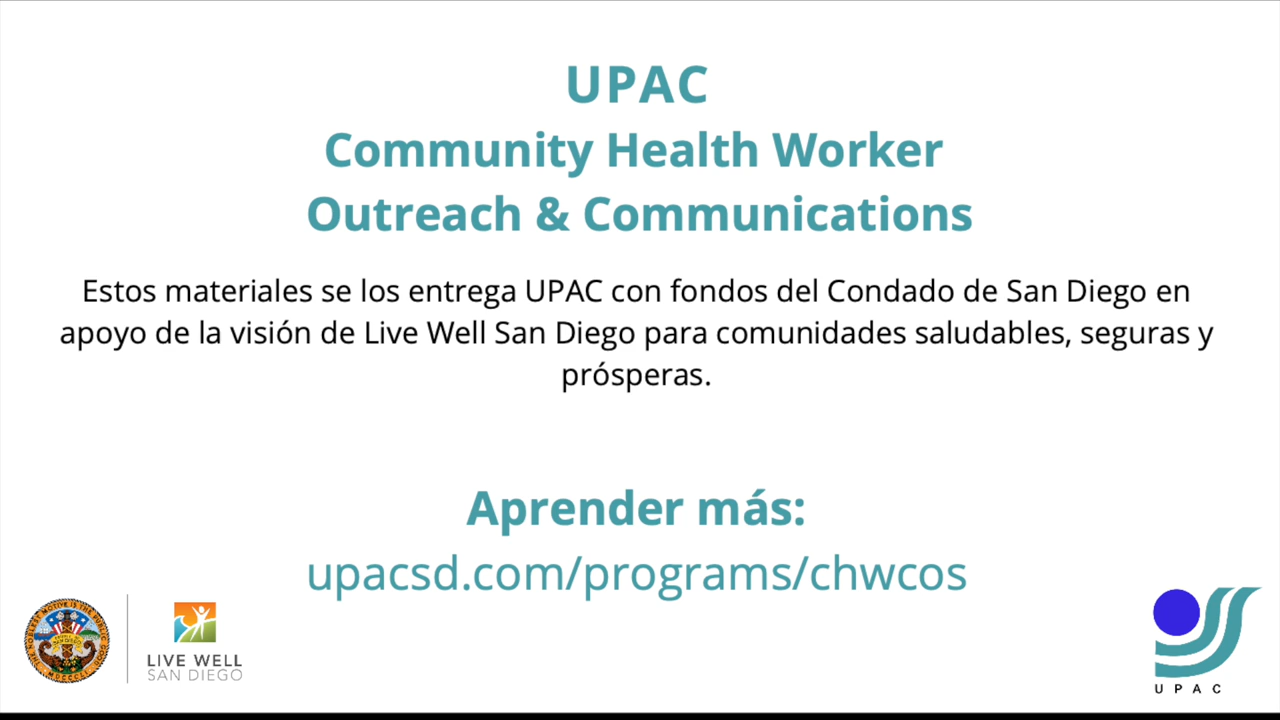 UPAC
Community Health Worker
Outreach & Communications
Estos materiales se los entrega UPAC con fondos del Condado de San Diego en
apoyo de la visión de Live Well San Diego para comunidades saludables, seguras y
prósperas.
Aprender más:
upacsd.com/programs/chwcos
LIVE WELL
SAN DIEGO
UPAC